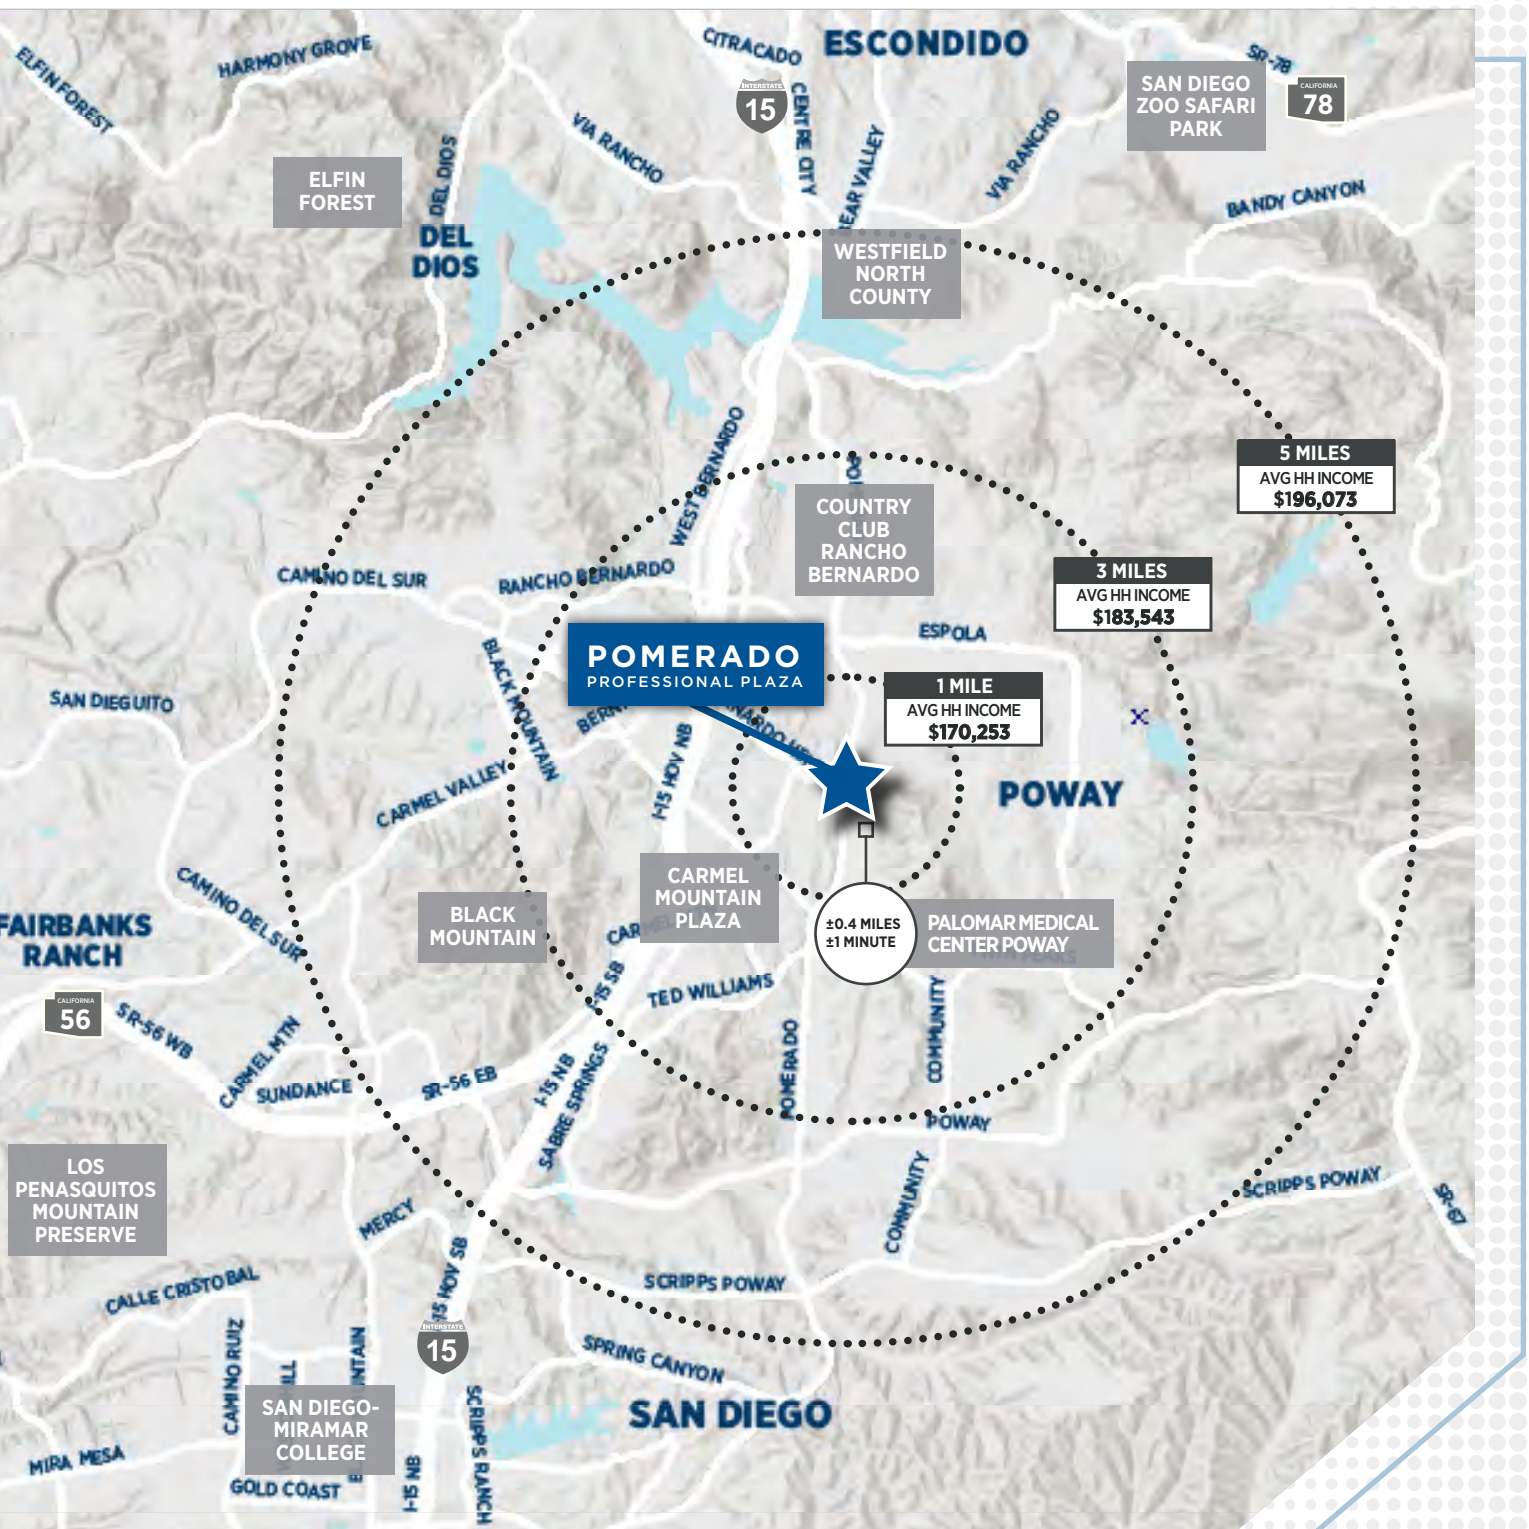 ELFIN FOREST
HARMONY GROVE
CITRACADO
ESCONDIDO
SR-78
CALIFORNIA
78
SAN DIEGO
ZOO SAFARI
PARK
INTERSTATE
15
CENTRE CITY
VIA RANCHO
BEAR VALLEY
VIA RANCHO
BANDY CANYON
ELFIN
FOREST
DEL DIOS
DEL
DIOS
WESTFIELD
NORTH
COUNTY
WEST BERNARDO
5 MILES
AVG HH INCOME
$196,073
COUNTRY
CLUB
RANCHO
BERNARDO
3 MILES
AVG HH INCOME
$183,543
CAMINO DEL SUR
RANCHO BERNARDO
ESPOLA
POMERADO
PROFESSIONAL PLAZA
1 MILE
AVG HH INCOME
$170,253
BLACK MOUNTAIN
SAN DIEGUITO
I-15 HOV NB
CARMEL VALLEY
POWAY
CARMEL
MOUNTAIN
PLAZA
CAMINO DEL SUR
BLACK
MOUNTAIN
±0.4 MILES
±1 MINUTE
PALOMAR MEDICAL
CENTER POWAY
FAIRBANKS
RANCH
I-15 SB
TED WILLIAMS
CALIFORNIA
56
SR-56 WB
CARMEL MTN
SUNDANCE
SR-56 EB
I-15 NB
SABRE SPRINGS
POMERADO
COMMUNITY
POWAY
LOS
PENASQUITOS
MOUNTAIN
PRESERVE
COMMUNITY
SCRIPPS POWAY
SR-67
MERCY
I-15 HOV SB
CALLE CRISTOBAL
SCRIPPS POWAY
INTERSTATE
15
CAMINO RUIZ
SPRING CANYON
SAN DIEGO-
MIRAMAR
COLLEGE
SAN DIEGO
SCRIPPS RANCH
MIRA MESA
GOLD COAST
I-15 NB